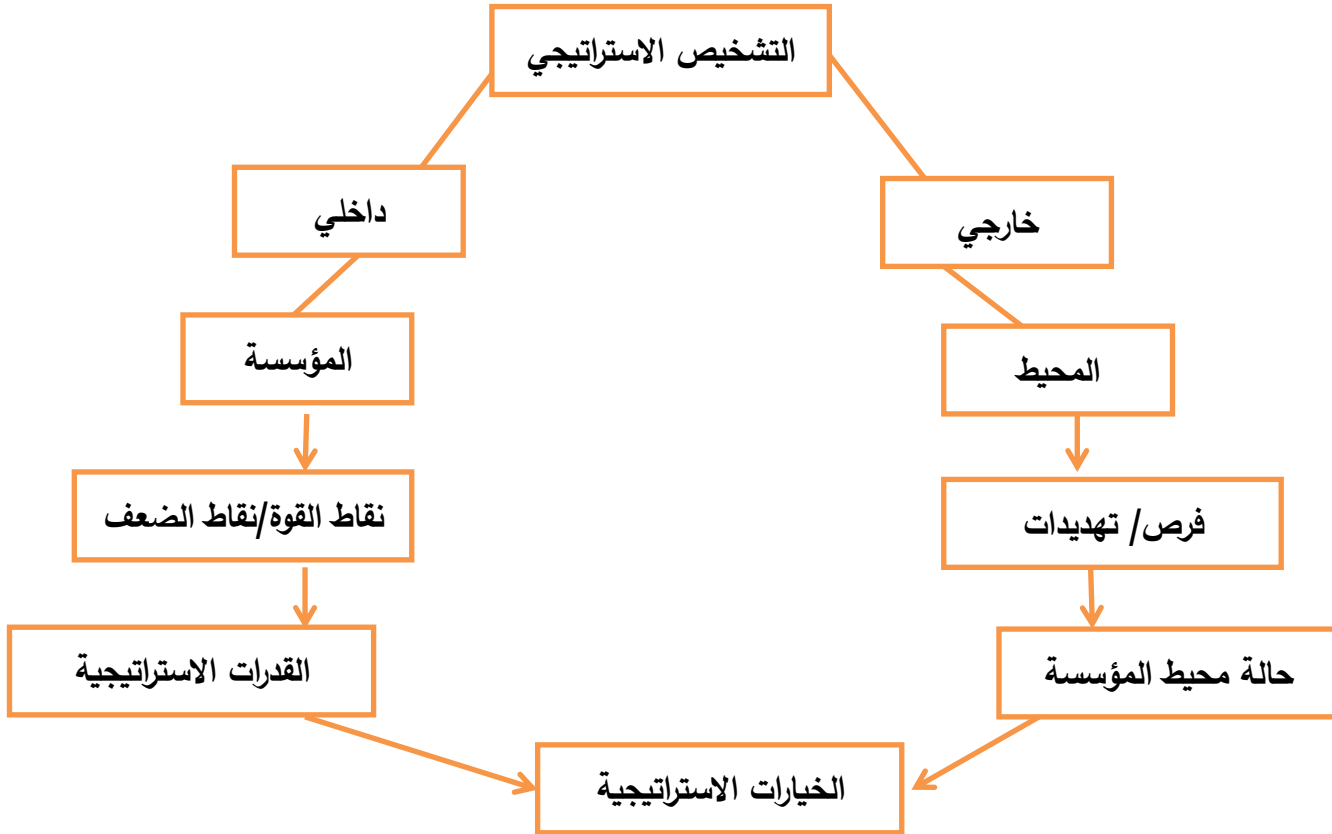 التشخيص الاستراتيجي
خارجي
داخلي
المحيط
المؤسسة
فرص/ تهديدات
نقاط القوة/نقاط الضعف
حالة محيط المؤسسة
القدرات الاستراتيجية
الخيارات الاستراتيجية